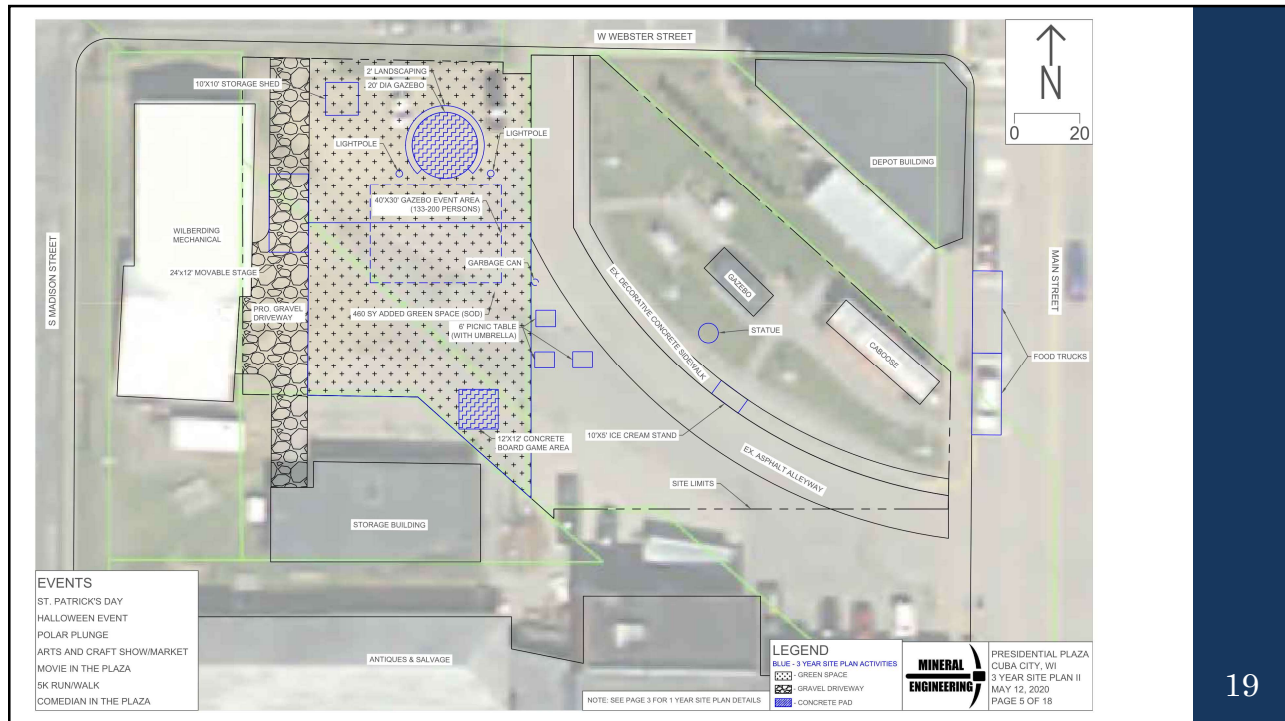 W WEBSTER STREET
N
0 20
10'X10' STORAGE SHED
2' LANDSCAPING
20' DIA GAZEBO
LIGHTPOLE
LIGHTPOLE
DEPOT BUILDING
40'X30' GAZEBO EVENT AREA
(133-200 PERSONS)
WILBERDING
MECHANICAL
S MADISON STREET
MAIN STREET
GARBAGE CAN
24'x12' MOVABLE STAGE
GAZEBO
EX. DECORATIVE CONCRETE SIDEWALK
PRO. GRAVEL
DRIVEWAY
460 SY ADDED GREEN SPACE (SOD)
6' PICNIC TABLE
(WITH UMBRELLA)
STATUE
CABOOSE
FOOD TRUCKS
12'X12' CONCRETE
BOARD GAME AREA
10'X5' ICE CREAM STAND
EX. ASPHALT ALLEYWAY
SITE LIMITS
STORAGE BUILDING
EVENTS
ST. PATRICK'S DAY
HALLOWEEN EVENT
POLAR PLUNGE
ARTS AND CRAFT SHOW/MARKET
MOVIE IN THE PLAZA
5K RUN/WALK
COMEDIAN IN THE PLAZA
ANTIQUES & SALVAGE
NOTE: SEE PAGE 3 FOR 1 YEAR SITE PLAN DETAILS
LEGEND
BLUE - 3 YEAR SITE PLAN ACTIVITIES
- GREEN SPACE
- GRAVEL DRIVEWAY
- CONCRETE PAD
MINERAL
ENGINEERING
PRESIDENTIAL PLAZA
CUBA CITY, WI
3 YEAR SITE PLAN II
MAY 12, 2020
PAGE 5 OF 18
19